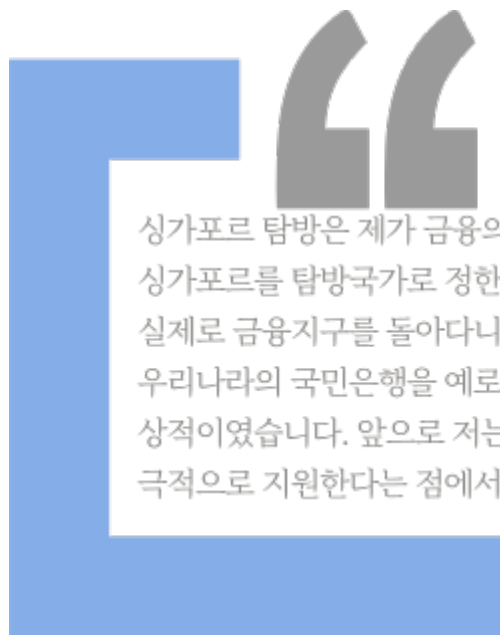 싱가포르 탐방은 제가 금융의
싱가포르를 탐방국가로 정한
실제로 금융지구를 돌아다니
우리나라의 국민은행을 예로
상적이였습니다. 앞으로 저는
극적으로 지원한다는 점에서